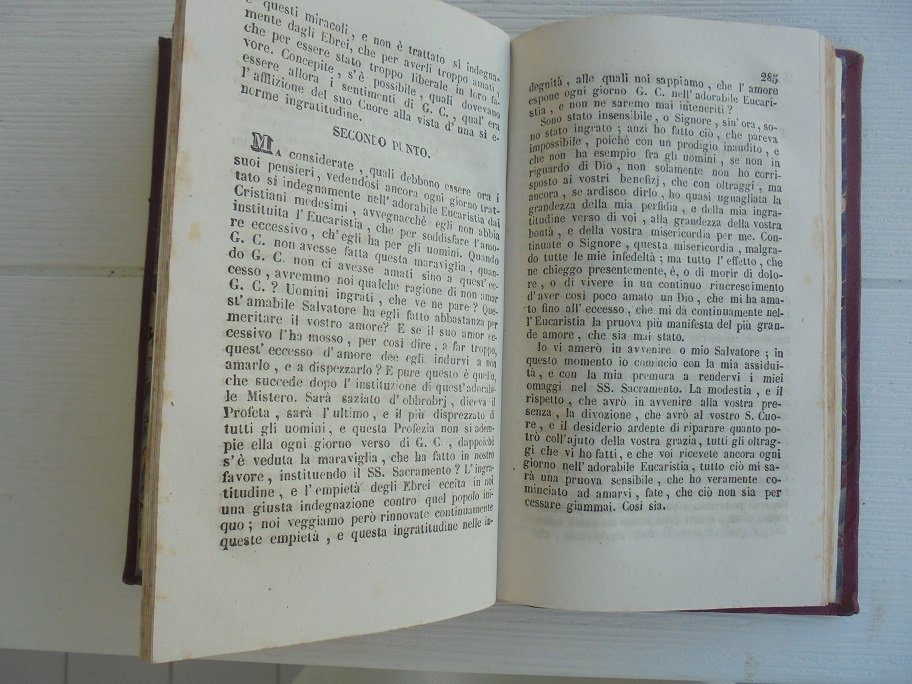 e questi miracoli, e non è trattato sì indegna-
mente dagli Ebrei, che per averli troppo amati,
che per essere stato troppo liberale in loro fa-
vore. Concepite, s'è possibile, quali dovevano
essere allora i sentimenti di G. C., qual'era
l'afflizione del suo Cuore alla vista d'una sì e-
norme ingratitudine.
SECONDO PUNTO.
Ma considerate, quali debbono essere ora i
suoi pensieri, vedendosi ancora ogni giorno trat-
tato sì indegnamente nell'adorabile Eucaristia dai
Cristiani medesimi, avvegnacchè egli non abbia
instituita l'Eucaristia, che per soddisfare l'amo-
re eccessivo, ch'egli ha per gli uomini. Quando
G. C. non avesse fatta questa maraviglia, quan-
do G. C. non ci avesse amati sino a quest'ec-
cesso, avremmo noi qualche ragione di non amar
G. C.? Uomini ingrati, che ve ne pare? Que-
st'amabile Salvatore ha egli fatto abbastanza per
meritare il vostro amore? E se il suo amor ec-
cessivo l'ha mosso, per così dire, a far troppo,
quest'eccesso d'amore dee egli indurvi a non
amarlo, e a disprezzarlo? E pure questo è quello,
che succede dopo l'instituzione di quest'adorabi-
le Mistero. Sarà saziato d'obbrobrj, diceva il
Profeta, sarà l'ultimo, e il più disprezzato di
tutti gli uomini, e questa Profezia non si adem-
pie ella ogni giorno verso di G. C., dappoichè
s'è veduta la maraviglia, che ha fatto in nostro
favore, instituendo il SS. Sacramento? L'ingra-
titudine, e l'empietà degli Ebrei eccita in noi
una giusta indegnazione contro quel popolo ini-
quo; noi veggiamo però rinnovate continuamente
queste empietà, e questa ingratitudine nelle in-
285
degnità, alle quali noi sappiamo, che l'amore
espone ogni giorno G. C. nell'adorabile Eucari-
stia, e non ne saremo mai inteneriti?
Sono stato insensibile, o Signore, sin'ora, so-
no stato ingrato; anzi ho fatto ciò, che pareva
impossibile, poichè con un prodigio inaudito, e
che non ha esempio fra gli uomini, se non in
riguardo di Dio, non solamente non ho corri-
sposto ai vostri benefizj, che con oltraggi, ma
ancora, se ardisco dirlo, ho quasi uguagliata la
grandezza della mia perfidia, e della mia ingra-
titudine verso di voi, alla grandezza della vostra
bontà, e della vostra misericordia per me. Con-
tinuate o Signore, questa misericordia, malgra-
do tutte le mie infedeltà; ma tutto l'effetto, che
ne chieggo presentemente, è, o di morir di dolo-
re, o di vivere in un continuo rincrescimento
d'aver così poco amato un Dio, che mi ha ama-
to fino all'eccesso, che mi dà continuamente nel-
l'Eucaristia la pruova più manifesta del più gran-
de amore, che sia mai stato.
Io vi amerò in avvenire o mio Salvatore; in
questo momento io comincio con la mia assidui-
tà, e con la mia premura a rendervi i miei
omaggi nel SS. Sacramento. La modestia, e il
rispetto, che avrò in avvenire alla vostra pre-
senza, la divozione, che avrò al vostro S. Cuo-
re, e il desiderio ardente di riparare quanto po-
trò coll'ajuto della vostra grazia, tutti gli oltrag-
gi che vi ho fatti, e che voi ricevete ancora ogni
giorno nell'adorabile Eucaristia, tutto ciò mi sa-
rà una pruova sensibile, che ho veramente co-
minciato ad amarvi, fate, che ciò non sia per
cessare giammai. Così sia.